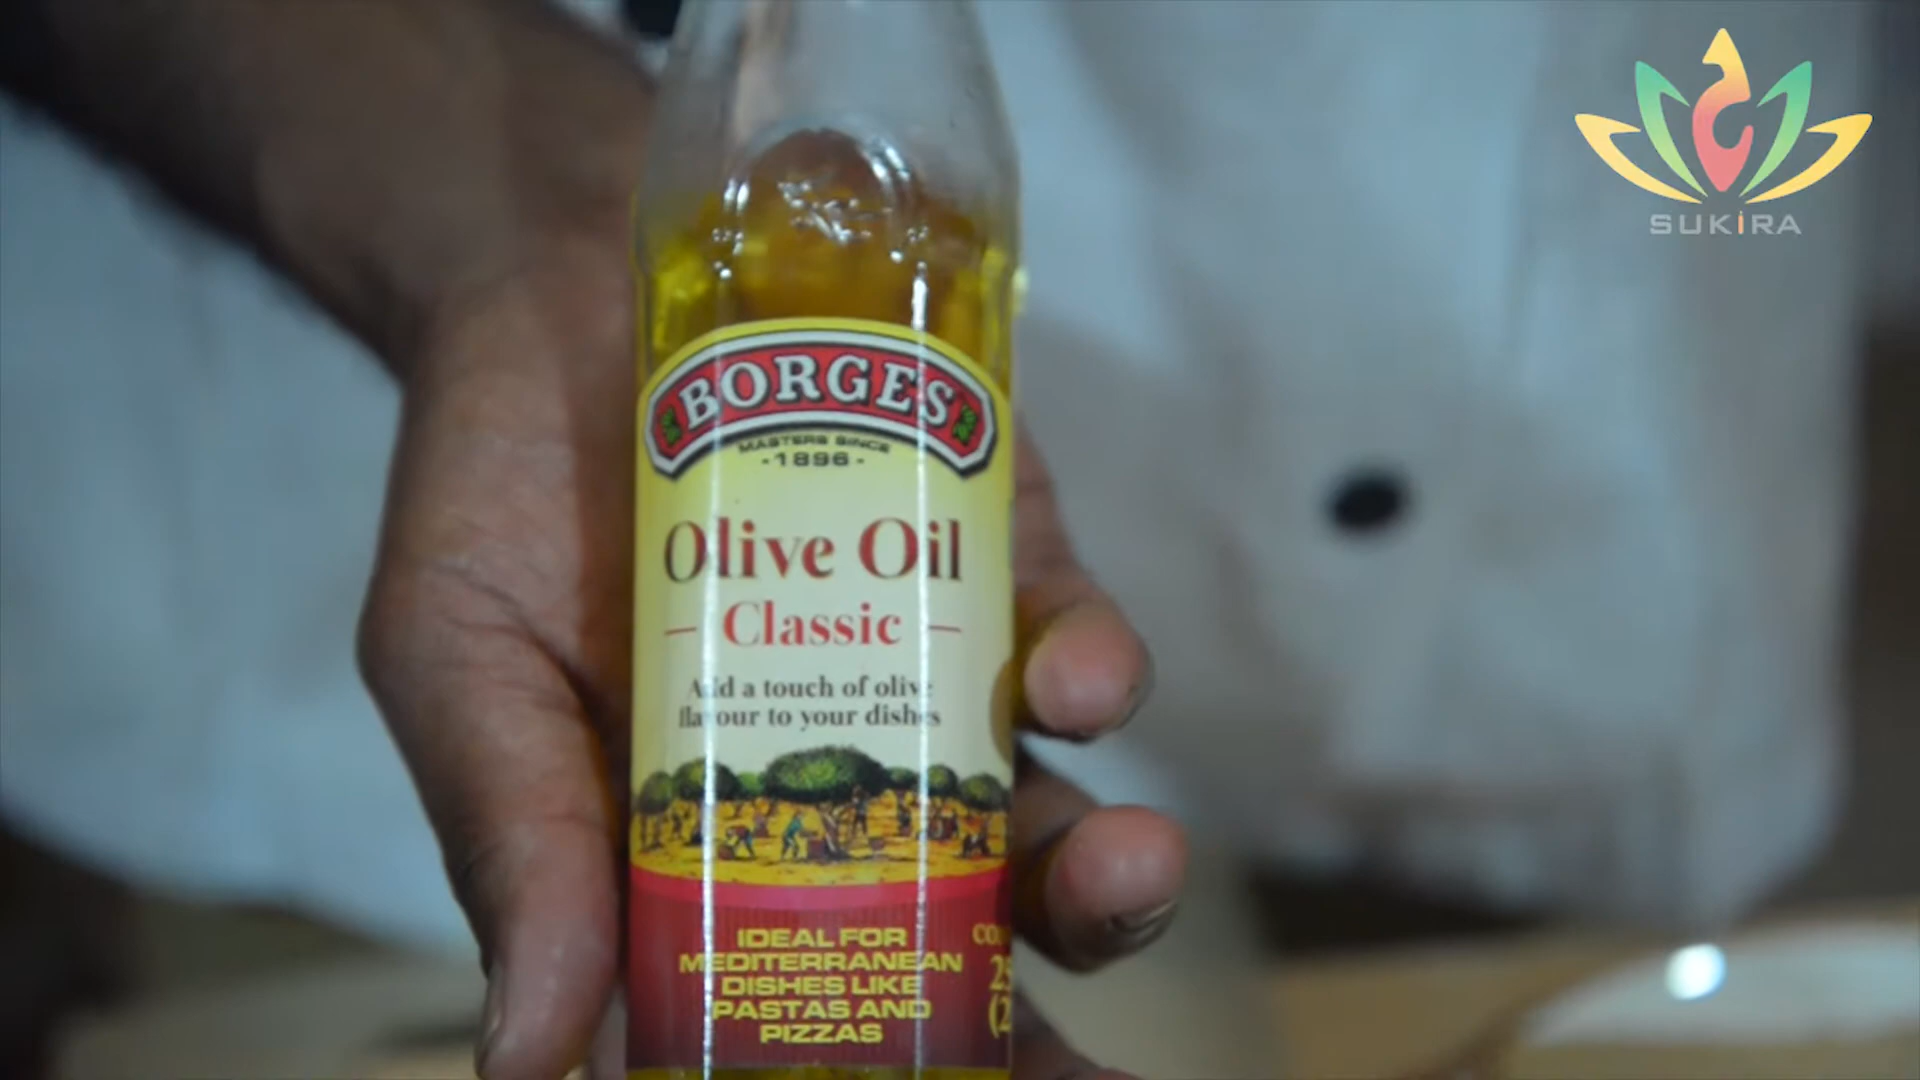 SUKiRA
BORGES
MASTERS SINCE
-1896-
Olive Oil
Classic
Add a touch of olive
flavour to your dishes
IDEAL FOR
MEDITERRANEAN
DISHES LIKE
PASTAS AND
PIZZAS